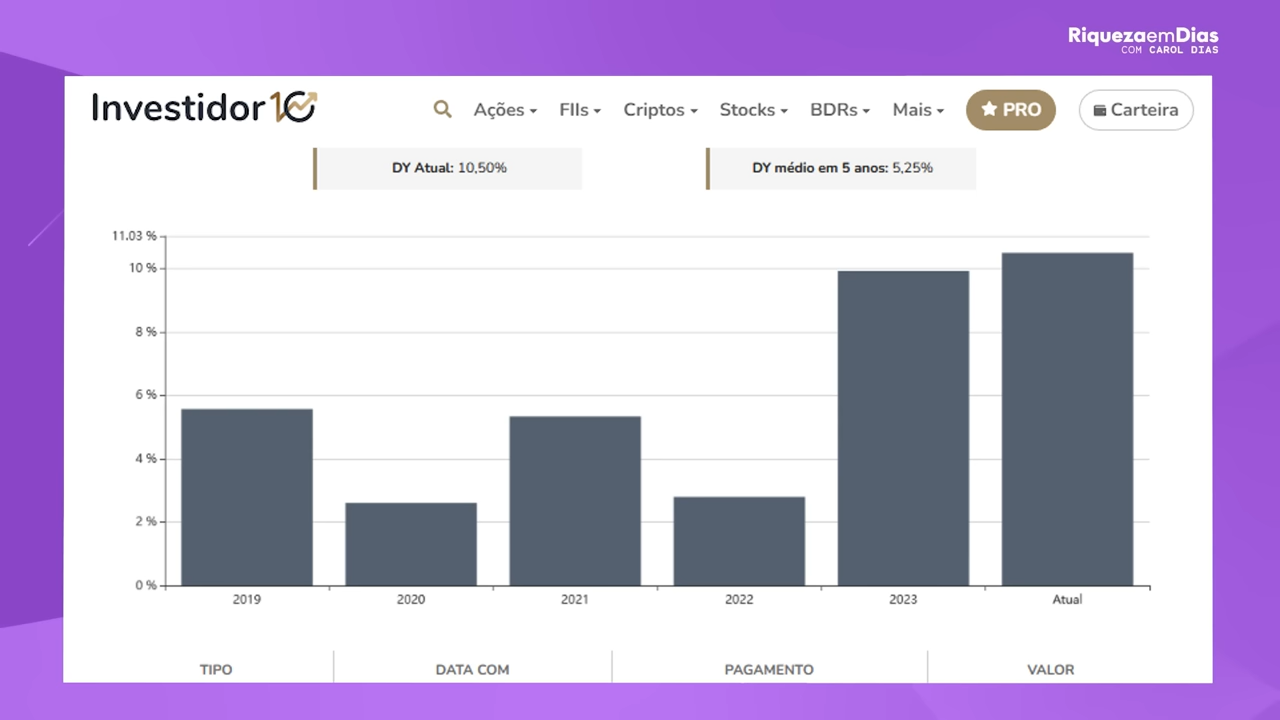 RiquezaemDias
COM CAROL DIAS
Investidor 10
Ações FIIs Criptos Stocks BDRs Mais PRO Carteira
DY Atual: 10,50% DY médio em 5 anos: 5,25%
11.03 %
10 %
8 %
6 %
4 %
2 %
0 %
2019 2020 2021 2022 2023 Atual
TIPO DATA COM PAGAMENTO VALOR